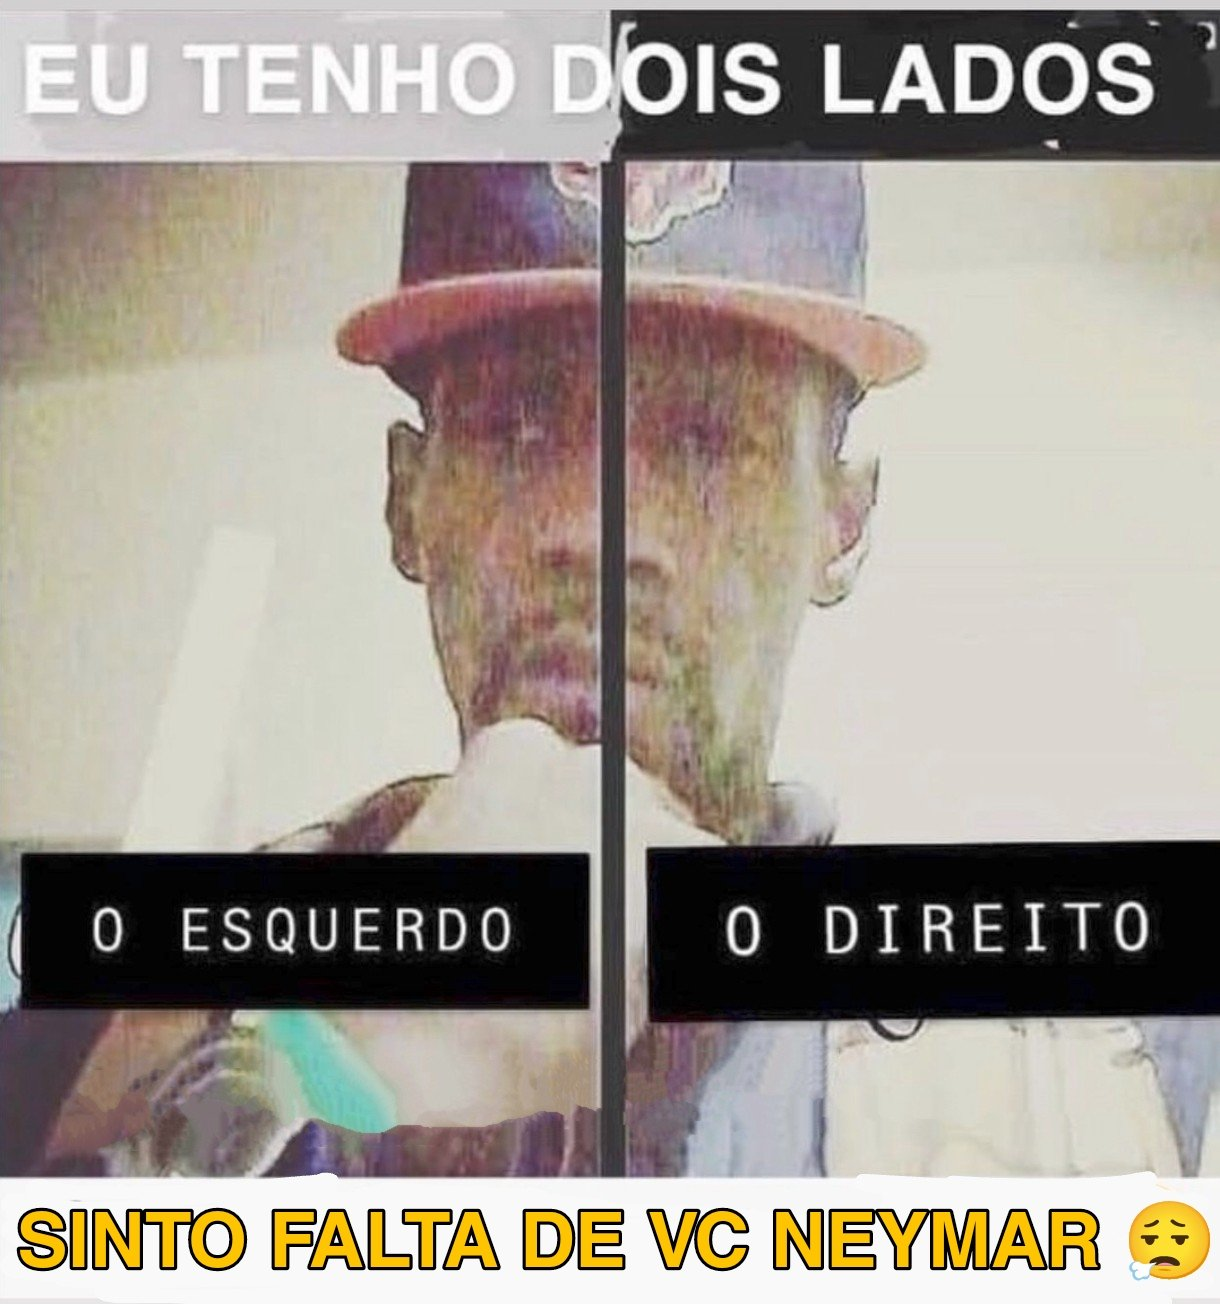 EU TENHO DOIS LADOS
O ESQUERDO
O DIREITO
SINTO FALTA DE VC NEYMAR 😮‍💨